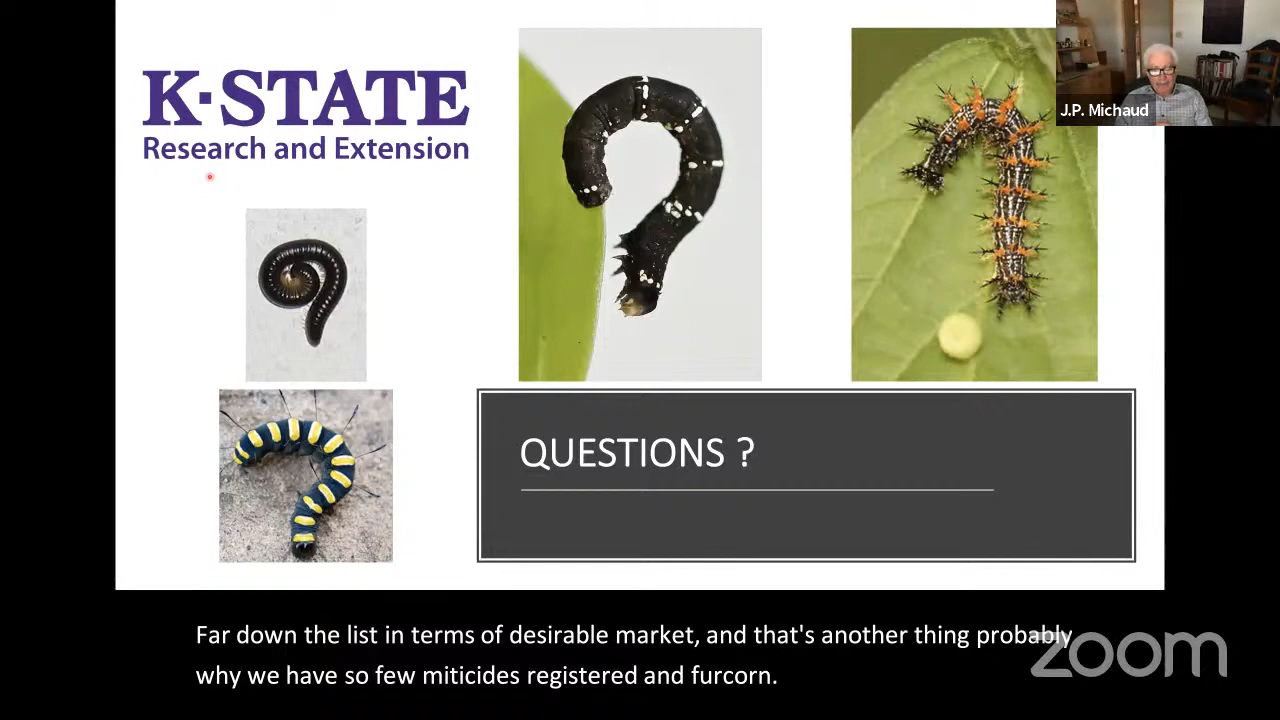 K·STATE
Research and Extension
J.P. Michaud
QUESTIONS ?
Far down the list in terms of desirable market, and that's another thing probably
why we have so few miticides registered and furcorn.
zoom